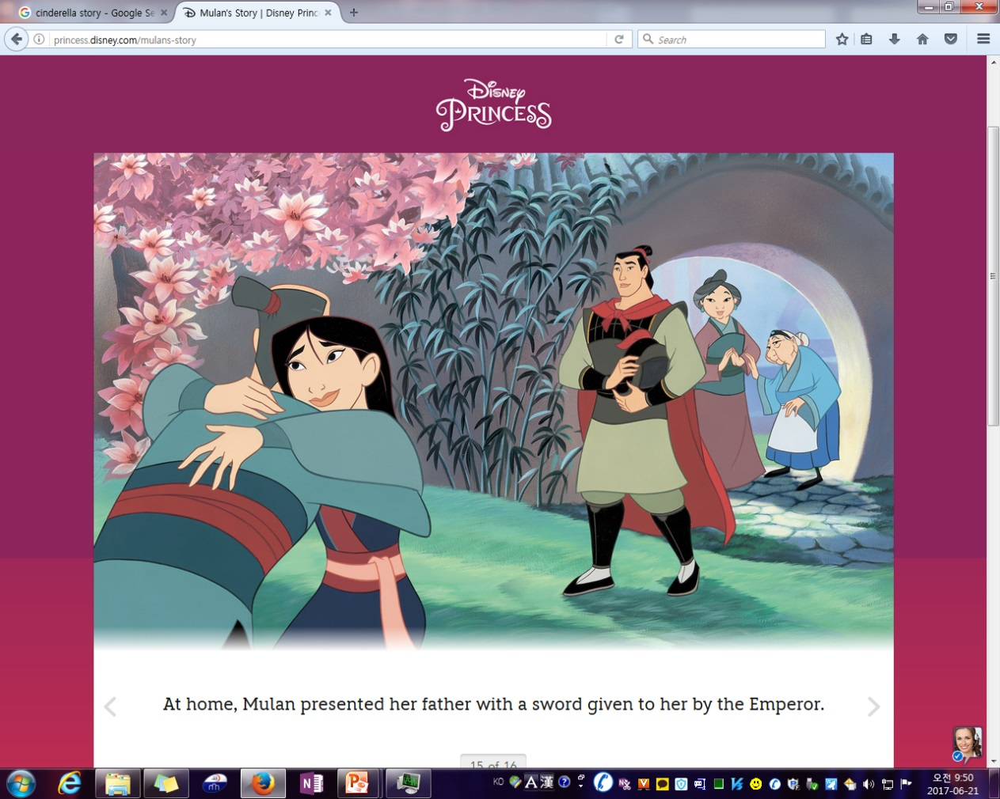 cinderella story - Google Se
Mulan's Story | Disney Princ
princess.disney.com/mulans-story
Search
Disney
PRINCESS
At home, Mulan presented her father with a sword given to her by the Emperor.
15 of 16
KO
A 漢
오전 9:50
2017-06-21